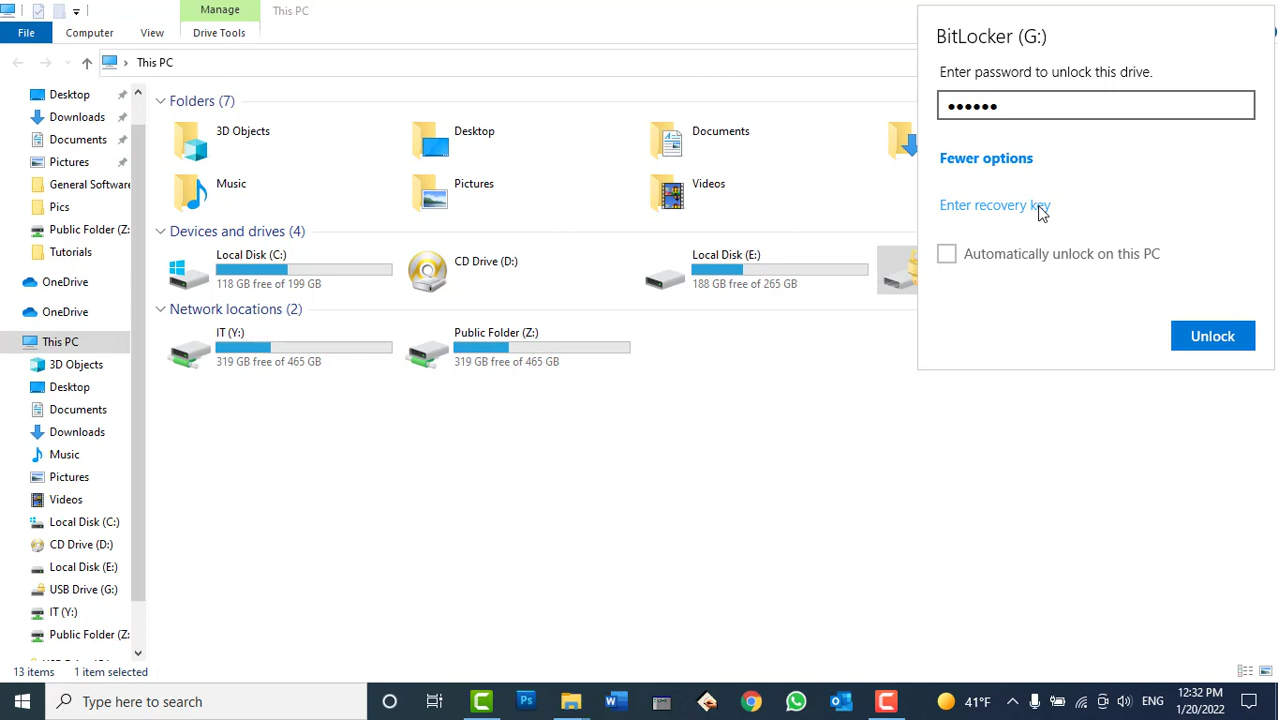 Manage
This PC
File
Computer
View
Drive Tools
This PC
Desktop
Downloads
Documents
Pictures
General Software
Pics
Public Folder (Z:
Tutorials
OneDrive
OneDrive
This PC
3D Objects
Desktop
Documents
Downloads
Music
Pictures
Videos
Local Disk (C:)
CD Drive (D:)
Local Disk (E:)
USB Drive (G:)
IT (Y:)
Public Folder (Z:
Folders (7)
3D Objects
Desktop
Documents
Music
Pictures
Videos
Devices and drives (4)
Local Disk (C:)
118 GB free of 199 GB
CD Drive (D:)
Local Disk (E:)
188 GB free of 265 GB
Network locations (2)
IT (Y:)
319 GB free of 465 GB
Public Folder (Z:)
319 GB free of 465 GB
BitLocker (G:)
Enter password to unlock this drive.
Fewer options
Enter recovery key
Automatically unlock on this PC
Unlock
13 items
1 item selected
Type here to search
Ps
41°F
ENG
12:32 PM
1/20/2022